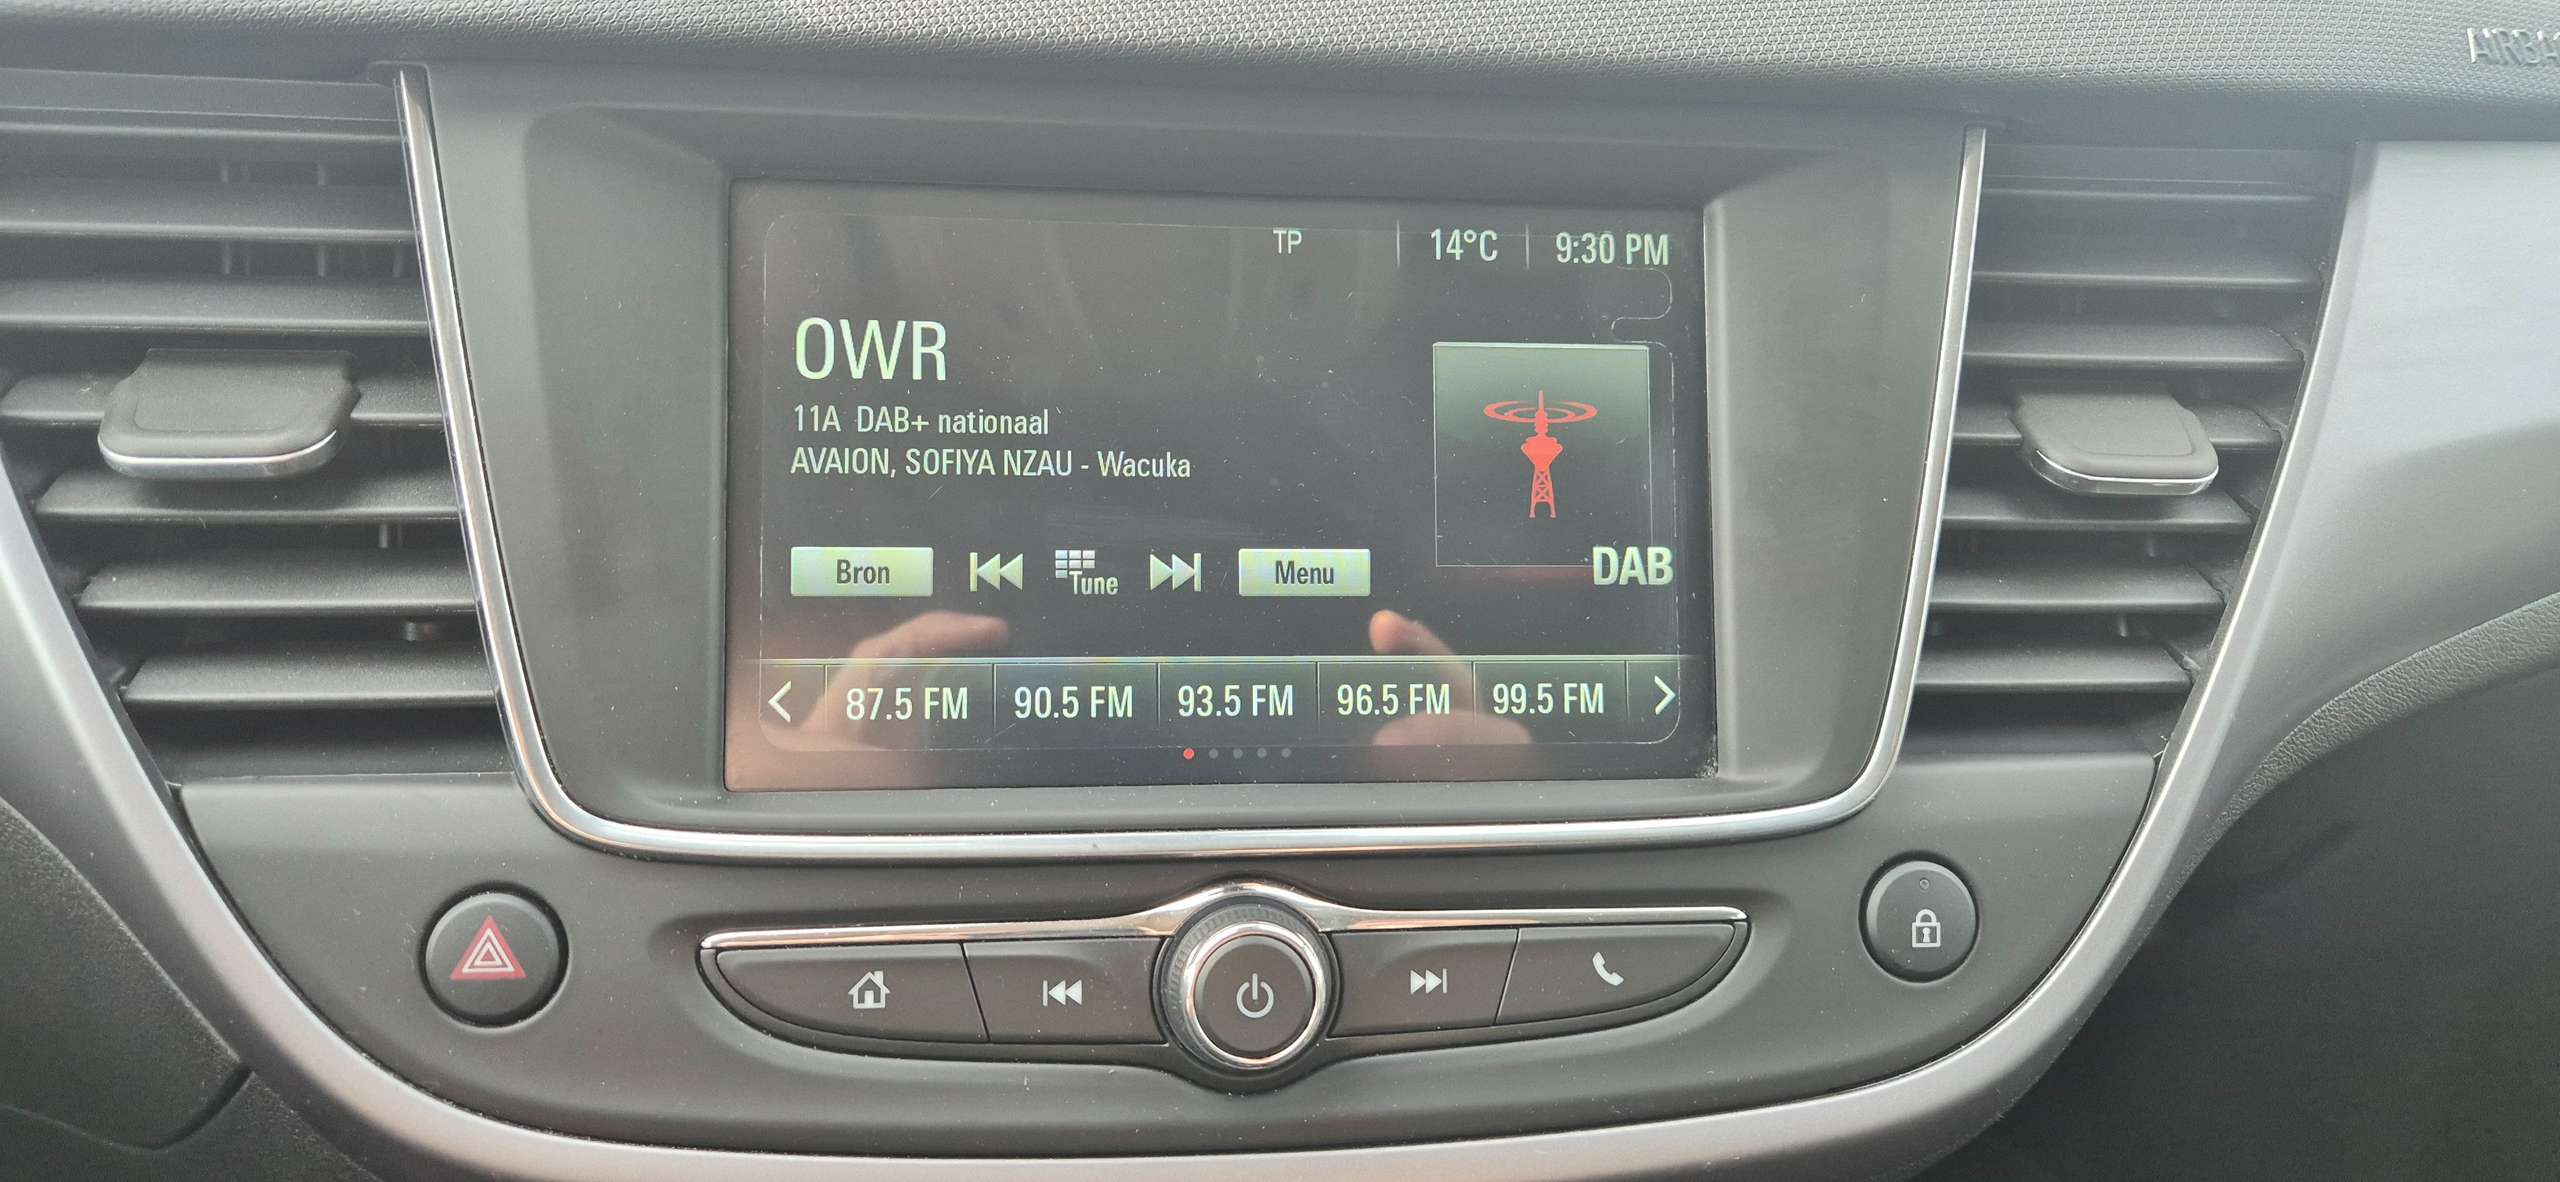 AIRBAG
TP 14°C 9:30 PM
OWR
11A DAB+ nationaal
AVAION, SOFIYA NZAU - Wacuka
Bron Tune Menu
DAB
87.5 FM 90.5 FM 93.5 FM 96.5 FM 99.5 FM